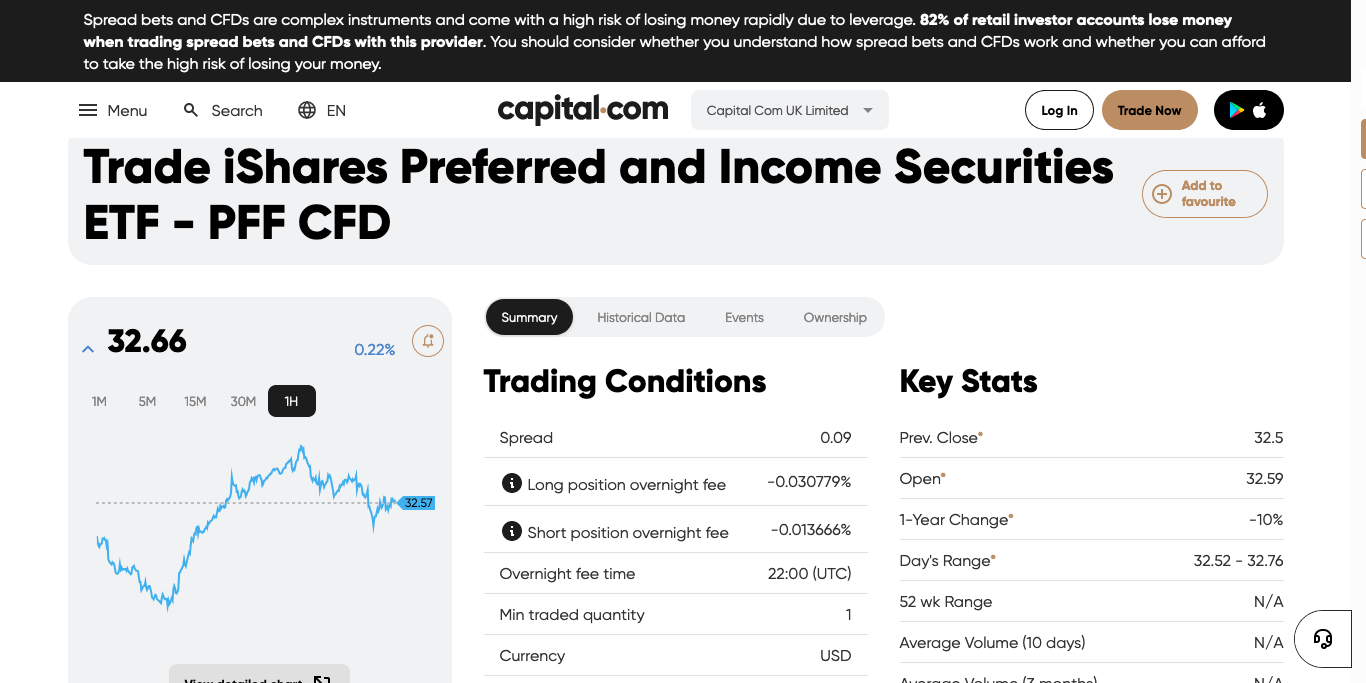 Spread bets and CFDs are complex instruments and come with a high risk of losing money rapidly due to leverage. 82% of retail investor accounts lose money
when trading spread bets and CFDs with this provider. You should consider whether you understand how spread bets and CFDs work and whether you can afford
to take the high risk of losing your money.
Menu
Search
EN
capital.com
Capital Com UK Limited
Log In
Trade Now
Trade iShares Preferred and Income Securities
ETF - PFF CFD
Add to
favourite
32.66
0.22%
1M 5M 15M 30M 1H
32.57
View detailed chart
Summary Historical Data Events Ownership
Trading Conditions
Spread 0.09
Long position overnight fee -0.030779%
Short position overnight fee -0.013666%
Overnight fee time 22:00 (UTC)
Min traded quantity 1
Currency USD
Key Stats
Prev. Close* 32.5
Open* 32.59
1-Year Change* -10%
Day's Range* 32.52 - 32.76
52 wk Range N/A
Average Volume (10 days) N/A
Average Volume (3 months) N/A